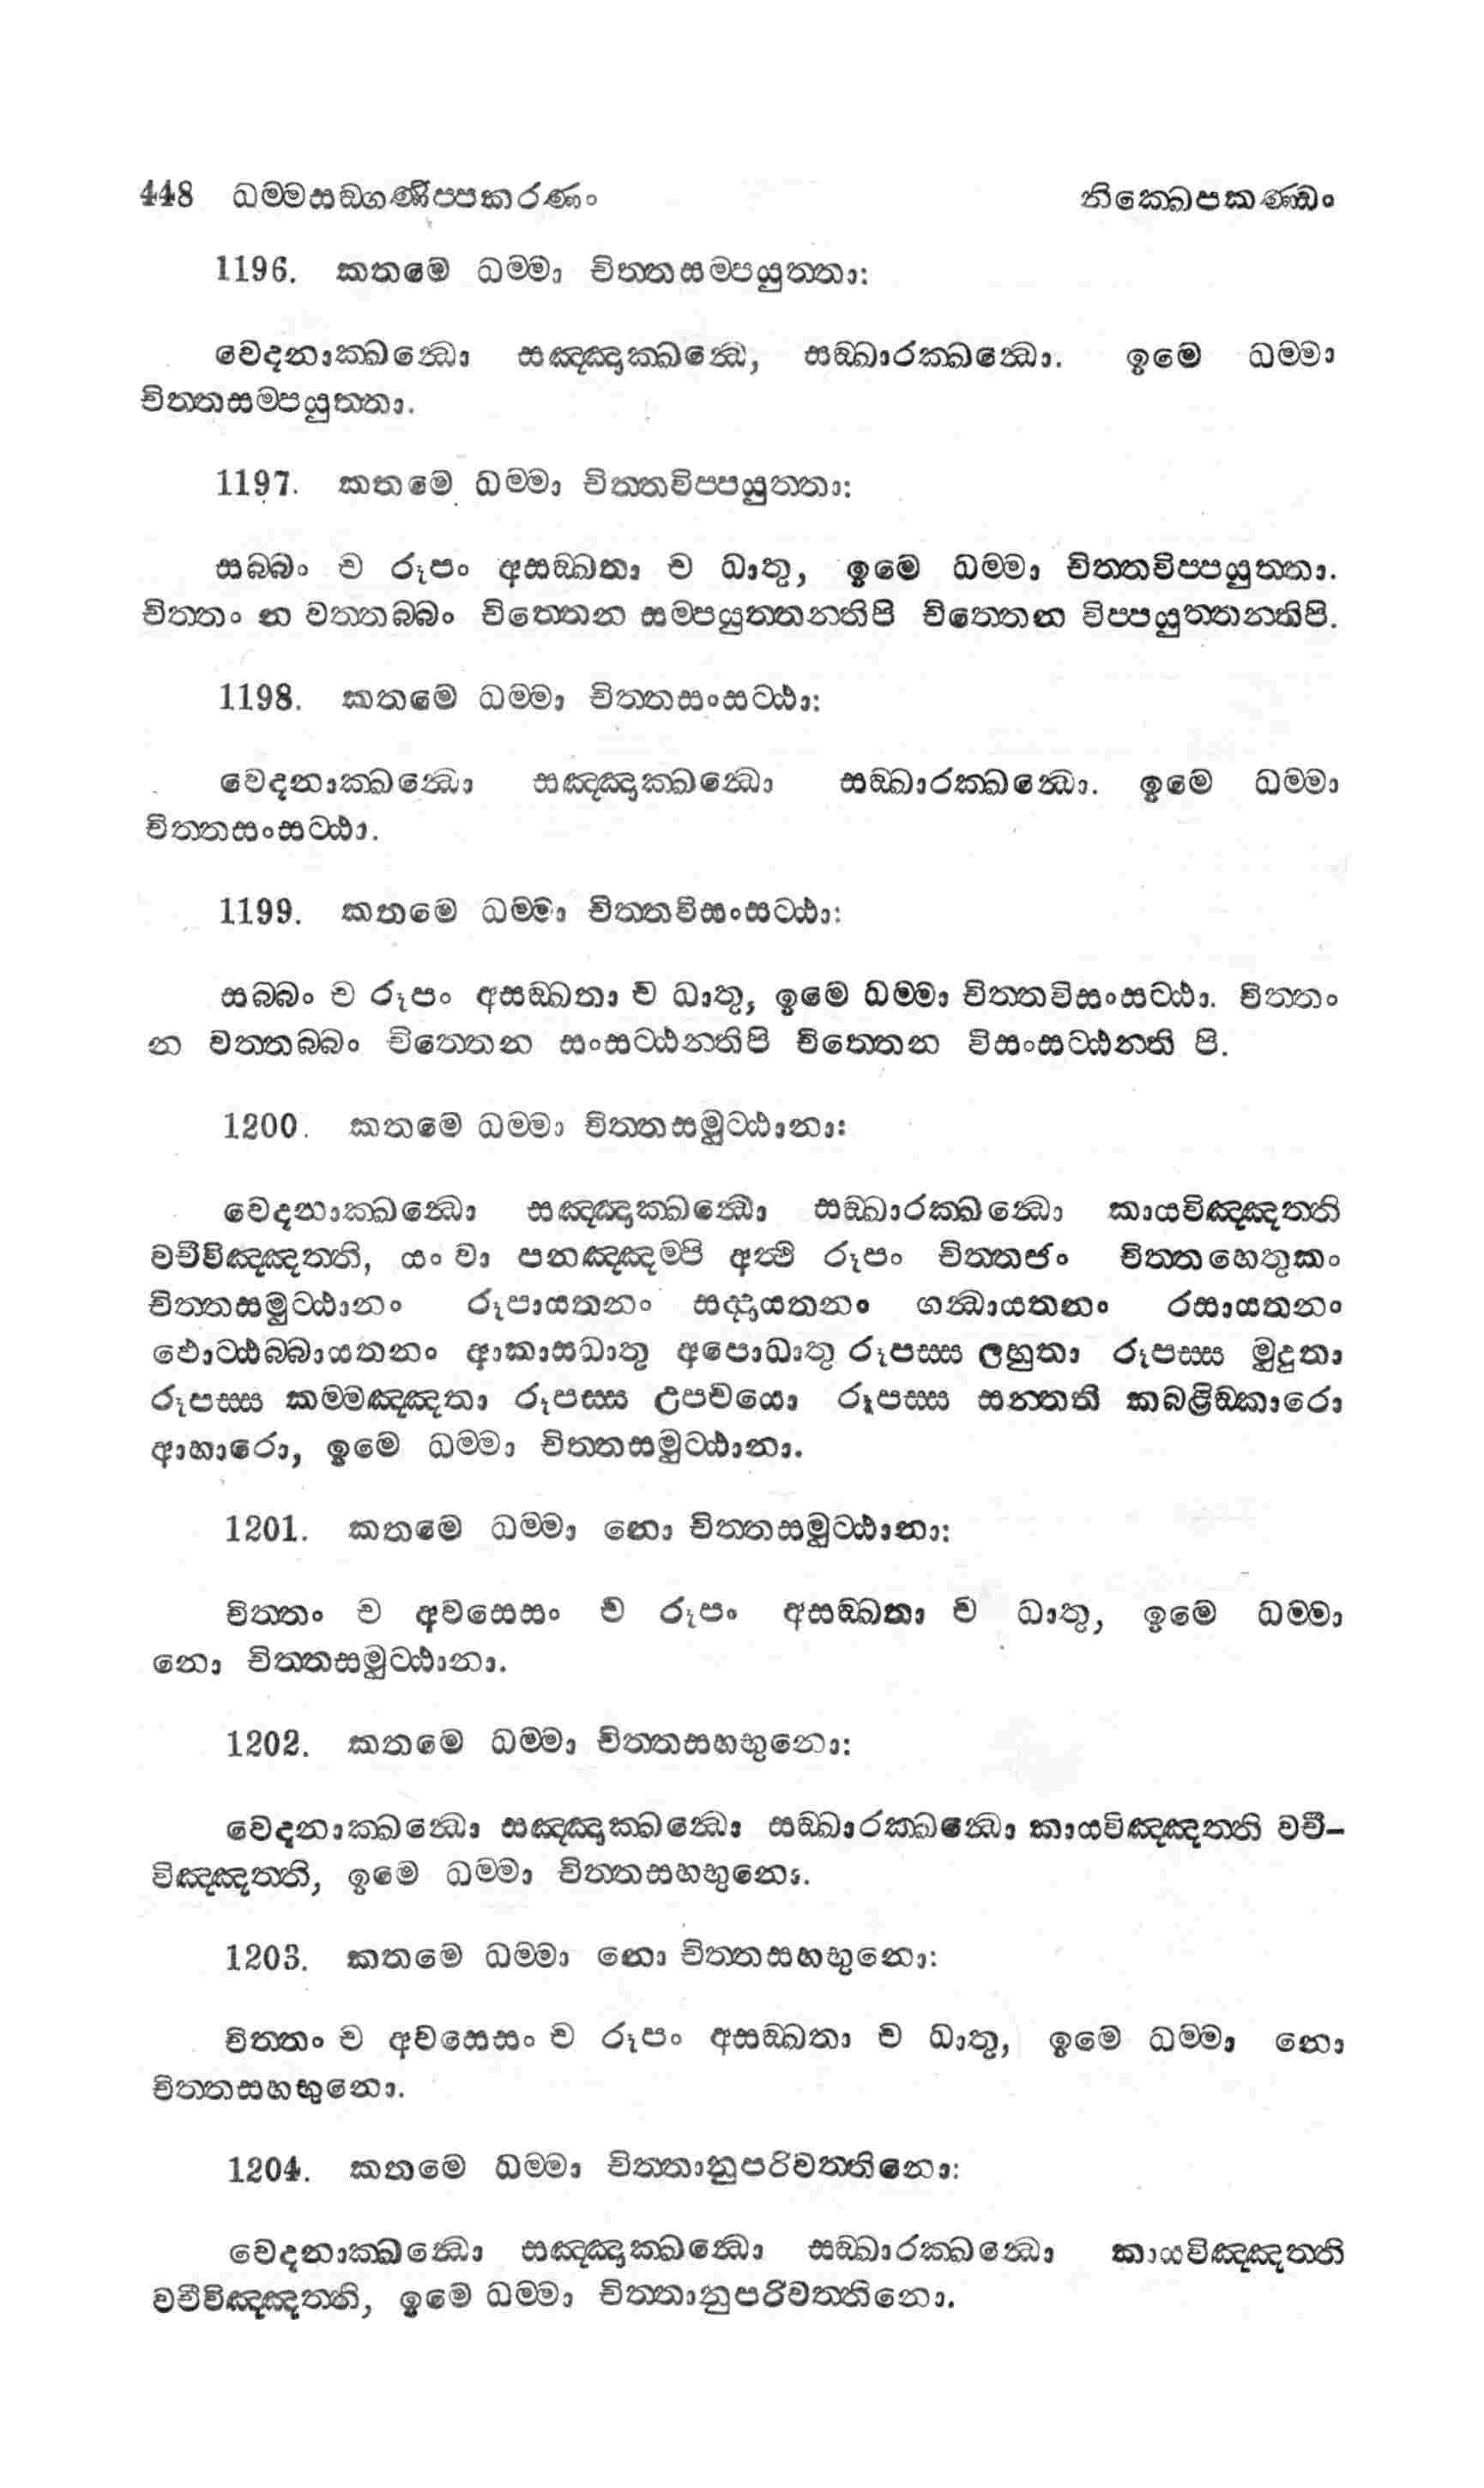 448 ධම්මසඞ්ගණිප්පකරණං නික්ඛෙපකණ්ඩං
1196. කතමෙ ධම්මා චිත්තසම්පයුත්තා:
වෙදනාක්ඛන්ධො සඤ්ඤාක්ඛන්ධො, සඞ්ඛාරක්ඛන්ධො. ඉමෙ ධම්මා
චිත්තසම්පයුත්තා.
1197. කතමෙ ධම්මා චිත්තවිප්පයුත්තා:
සබ්බං ච රූපං අසඞ්ඛතා ච ධාතු, ඉමෙ ධම්මා චිත්තවිප්පයුත්තා.
චිත්තං න වත්තබ්බං චිත්තෙන සම්පයුත්තන්තිපි චිත්තෙන විප්පයුත්තන්තිපි.
1198. කතමෙ ධම්මා චිත්තසංසට්ඨා:
වෙදනාක්ඛන්ධො සඤ්ඤාක්ඛන්ධො සඞ්ඛාරක්ඛන්ධො. ඉමෙ ධම්මා
චිත්තසංසට්ඨා.
1199. කතමෙ ධම්මා චිත්තවිසංසට්ඨා:
සබ්බං ච රූපං අසඞ්ඛතා ච ධාතු, ඉමෙ ධම්මා චිත්තවිසංසට්ඨා. චිත්තං
න වත්තබ්බං චිත්තෙන සංසට්ඨන්තිපි චිත්තෙන විසංසට්ඨන්ති පි.
1200. කතමෙ ධම්මා චිත්තසමුට්ඨානා:
වෙදනාක්ඛන්ධො සඤ්ඤාක්ඛන්ධො සඞ්ඛාරක්ඛන්ධො කායවිඤ්ඤත්ති
වචීවිඤ්ඤත්ති, යං වා පනඤ්ඤම්පි අත්ථි රූපං චිත්තජං චිත්තහෙතුකං
චිත්තසමුට්ඨානං රූපායතනං සද්දායතනං ගන්ධායතනං රසායතනං
ඵොට්ඨබ්බායතනං ආකාසධාතු ආපොධාතු රූපස්ස ලහුතා රූපස්ස මුදුතා
රූපස්ස කම්මඤ්ඤතා රූපස්ස උපචයො රූපස්ස සන්තති කබළිඞ්කාරො
ආහාරො, ඉමෙ ධම්මා චිත්තසමුට්ඨානා.
1201. කතමෙ ධම්මා නො චිත්තසමුට්ඨානා:
චිත්තං ච අවසෙසං ච රූපං අසඞ්ඛතා ච ධාතු, ඉමෙ ධම්මා
නො චිත්තසමුට්ඨානා.
1202. කතමෙ ධම්මා චිත්තසහභුනො:
වෙදනාක්ඛන්ධො සඤ්ඤාක්ඛන්ධො සඞ්ඛාරක්ඛන්ධො කායවිඤ්ඤත්ති වචී-
විඤ්ඤත්ති, ඉමෙ ධම්මා චිත්තසහභුනො.
1203. කතමෙ ධම්මා නො චිත්තසහභුනො:
චිත්තං ච අවසෙසං ච රූපං අසඞ්ඛතා ච ධාතු, ඉමෙ ධම්මා නො
චිත්තසහභුනො.
1204. කතමෙ ධම්මා චිත්තානුපරිවත්තිනො:
වෙදනාක්ඛන්ධො සඤ්ඤාක්ඛන්ධො සඞ්ඛාරක්ඛන්ධො කායවිඤ්ඤත්ති
වචීවිඤ්ඤත්ති, ඉමෙ ධම්මා චිත්තානුපරිවත්තිනො.